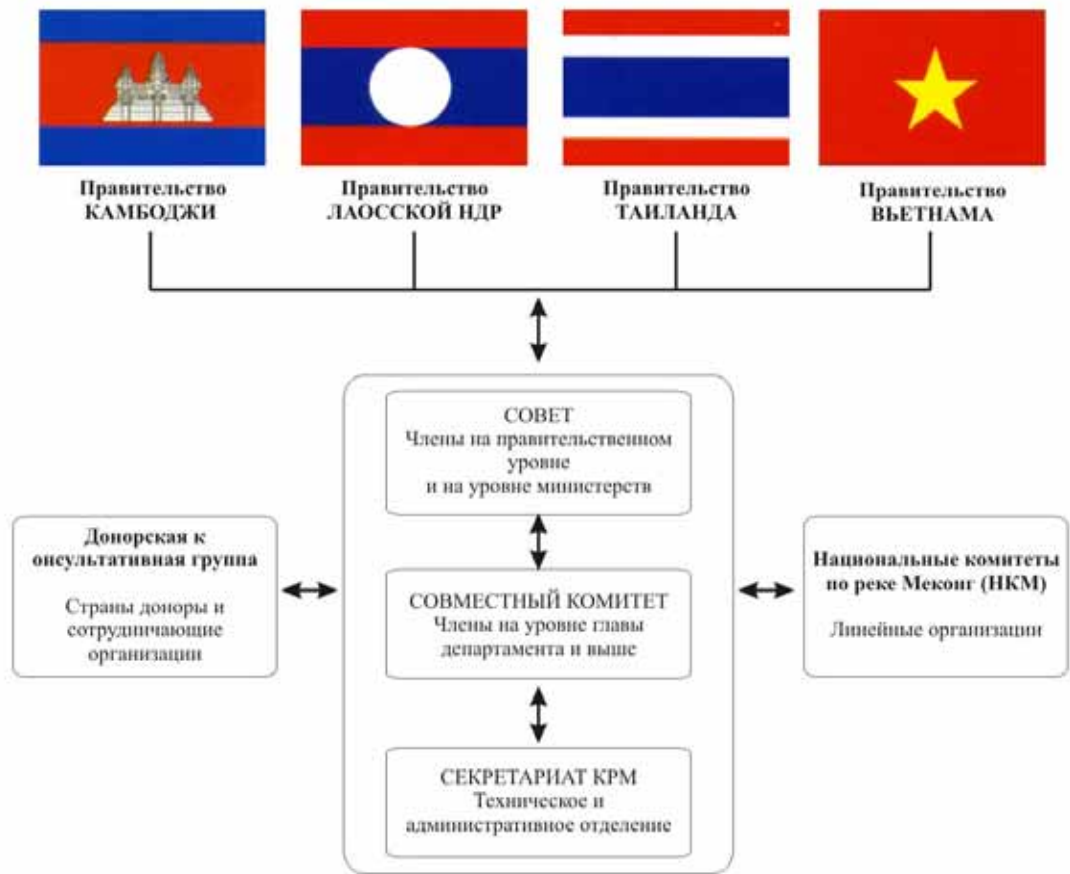 Правительство
КАМБОДЖИ
Правительство
ЛАОССКОЙ НДР
Правительство
ТАИЛАНДА
Правительство
ВЬЕТНАМА
СОВЕТ
Члены на правительственном
уровне
и на уровне министерств
Донорская к
онсультативная группа
Страны доноры и
сотрудничающие
организации
СОВМЕСТНЫЙ КОМИТЕТ
Члены на уровне главы
департамента и выше
Национальные комитеты
по реке Меконг (НКМ)
Линейные организации
СЕКРЕТАРИАТ КРМ
Техническое и
административное отделение